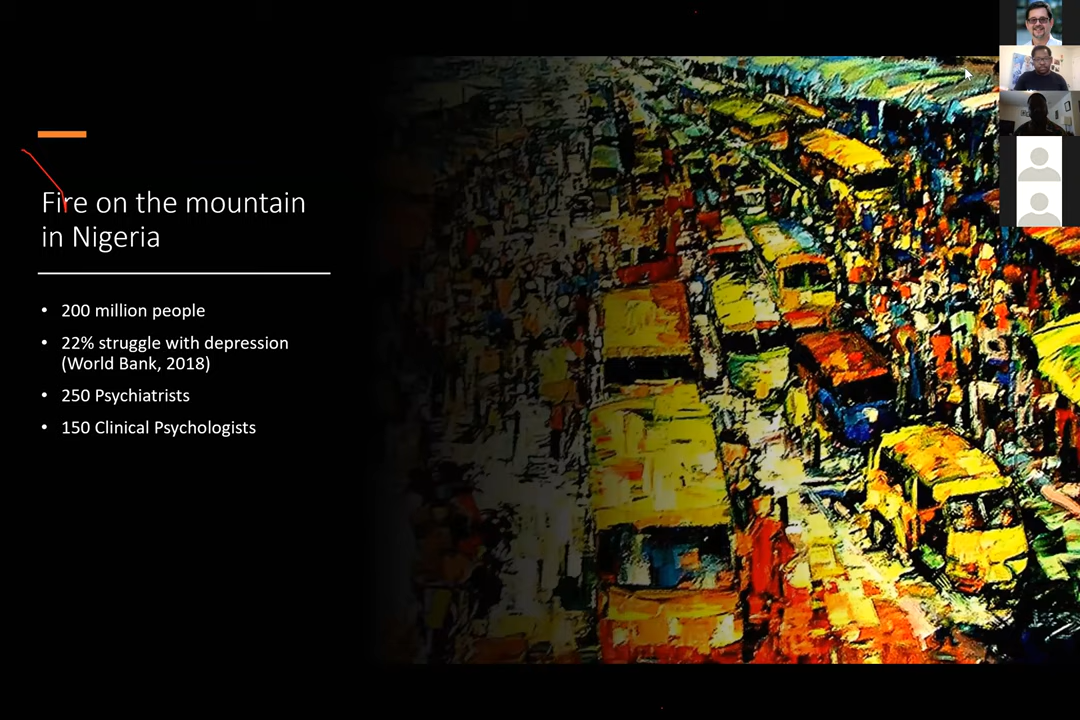 Fire on the mountain
in Nigeria
• 200 million people
• 22% struggle with depression
(World Bank, 2018)
• 250 Psychiatrists
• 150 Clinical Psychologists